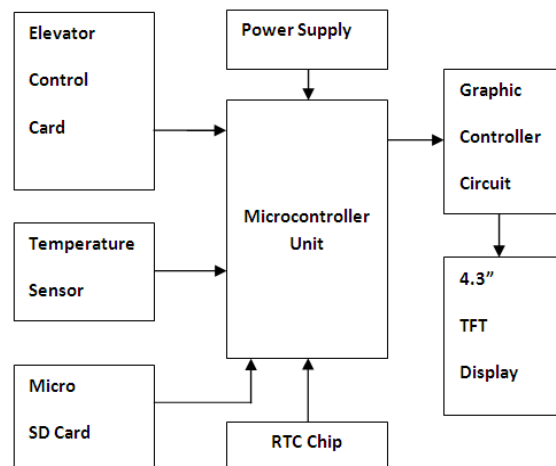 Elevator
Control
Card
Power Supply
Graphic
Controller
Circuit
Microcontroller
Unit
Temperature
Sensor
4.3”
TFT
Display
Micro
SD Card
RTC Chip